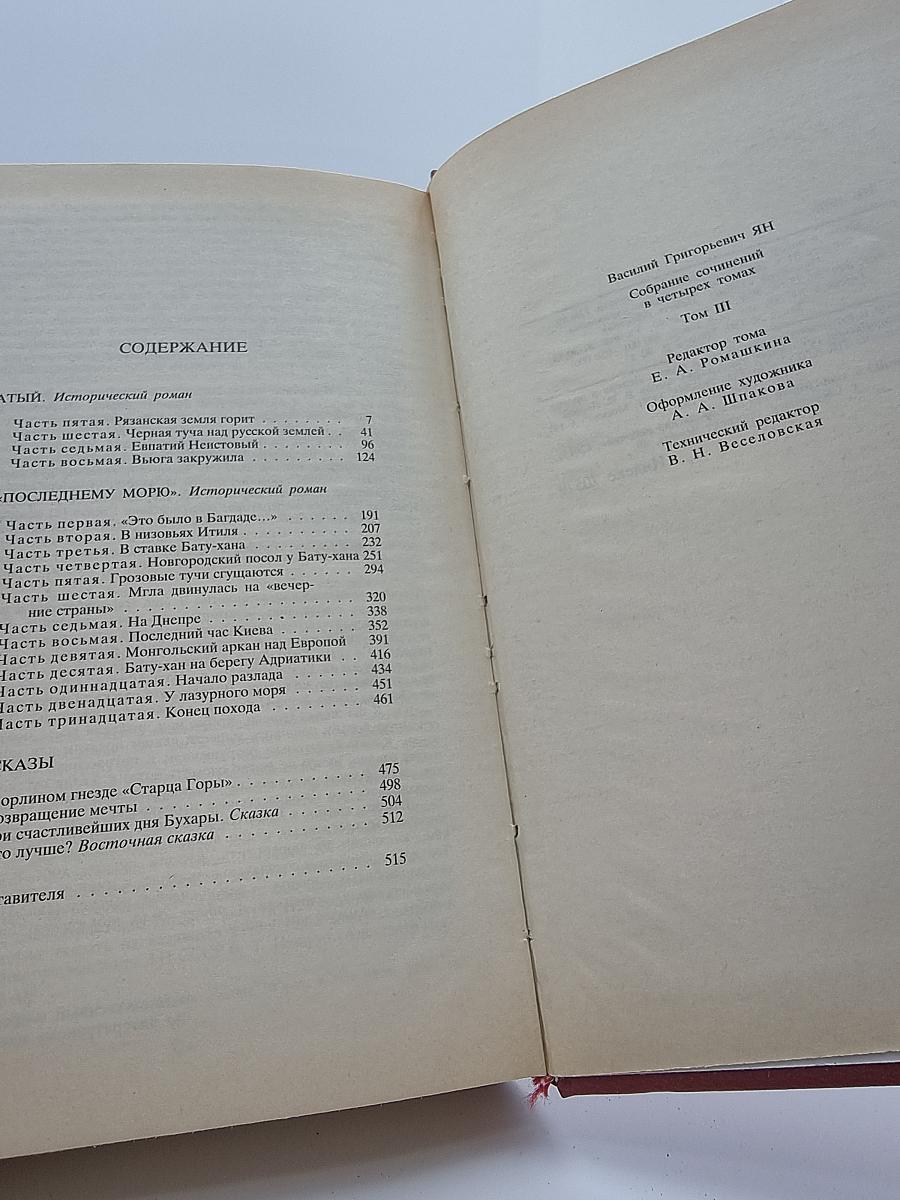 СОДЕРЖАНИЕ
АТЫЙ. Исторический роман
Часть пятая. Рязанская земля горит . . . . . . . . 7
Часть шестая. Черная туча над русской землей . . 41
Часть седьмая. Евпатий Неистовый . . . . . . . 96
Часть восьмая. Вьюга закружила . . . . . . . . 124
«ПОСЛЕДНЕМУ МОРЮ». Исторический роман
Часть первая. «Это было в Багдаде...» . . . . . . 191
Часть вторая. В низовьях Итиля . . . . . . . . 207
Часть третья. В ставке Бату-хана . . . . . . . . 232
Часть четвертая. Новгородский посол у Бату-хана 251
Часть пятая. Грозовые тучи сгущаются . . . . . . 294
Часть шестая. Мгла двинулась на «вечер-
ние страны» . . . . . . . . . . . . . . . . 320
Часть седьмая. На Днепре . . . . . . . . . . 338
Часть восьмая. Последний час Киева . . . . . . 352
Часть девятая. Монгольский аркан над Европой 391
Часть десятая. Бату-хан на берегу Адриатики . . 416
Часть одиннадцатая. Начало разлада . . . . . . 434
Часть двенадцатая. У лазурного моря . . . . . . 451
Часть тринадцатая. Конец похода . . . . . . . 461
СКАЗЫ
орлином гнезде «Старца Горы» . . . . . . . . . . 475
озвращение мечты . . . . . . . . . . . . . . . . 498
ри счастливейших дня Бухары. Сказка . . . . . . . 504
то лучше? Восточная сказка . . . . . . . . . . . 512
тавителя . . . . . . . . . . . . . . . . . . . . . . 515
Василий Григорьевич ЯН
Собрание сочинений
в четырех томах
Том III
Редактор тома
Е. А. Ромашкина
Оформление художника
А. А. Шпакова
Технический редактор
В. Н. Веселовская